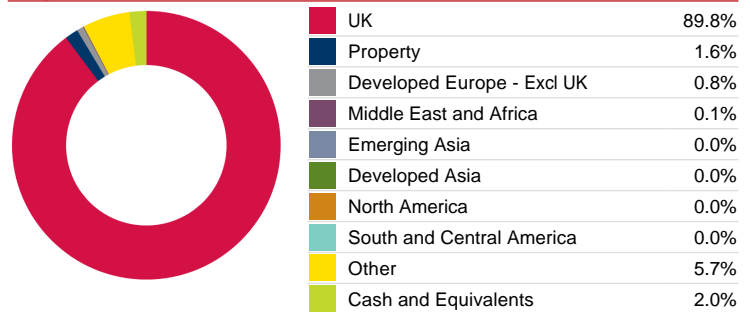 UK 89.8%
Property 1.6%
Developed Europe - Excl UK 0.8%
Middle East and Africa 0.1%
Emerging Asia 0.0%
Developed Asia 0.0%
North America 0.0%
South and Central America 0.0%
Other 5.7%
Cash and Equivalents 2.0%